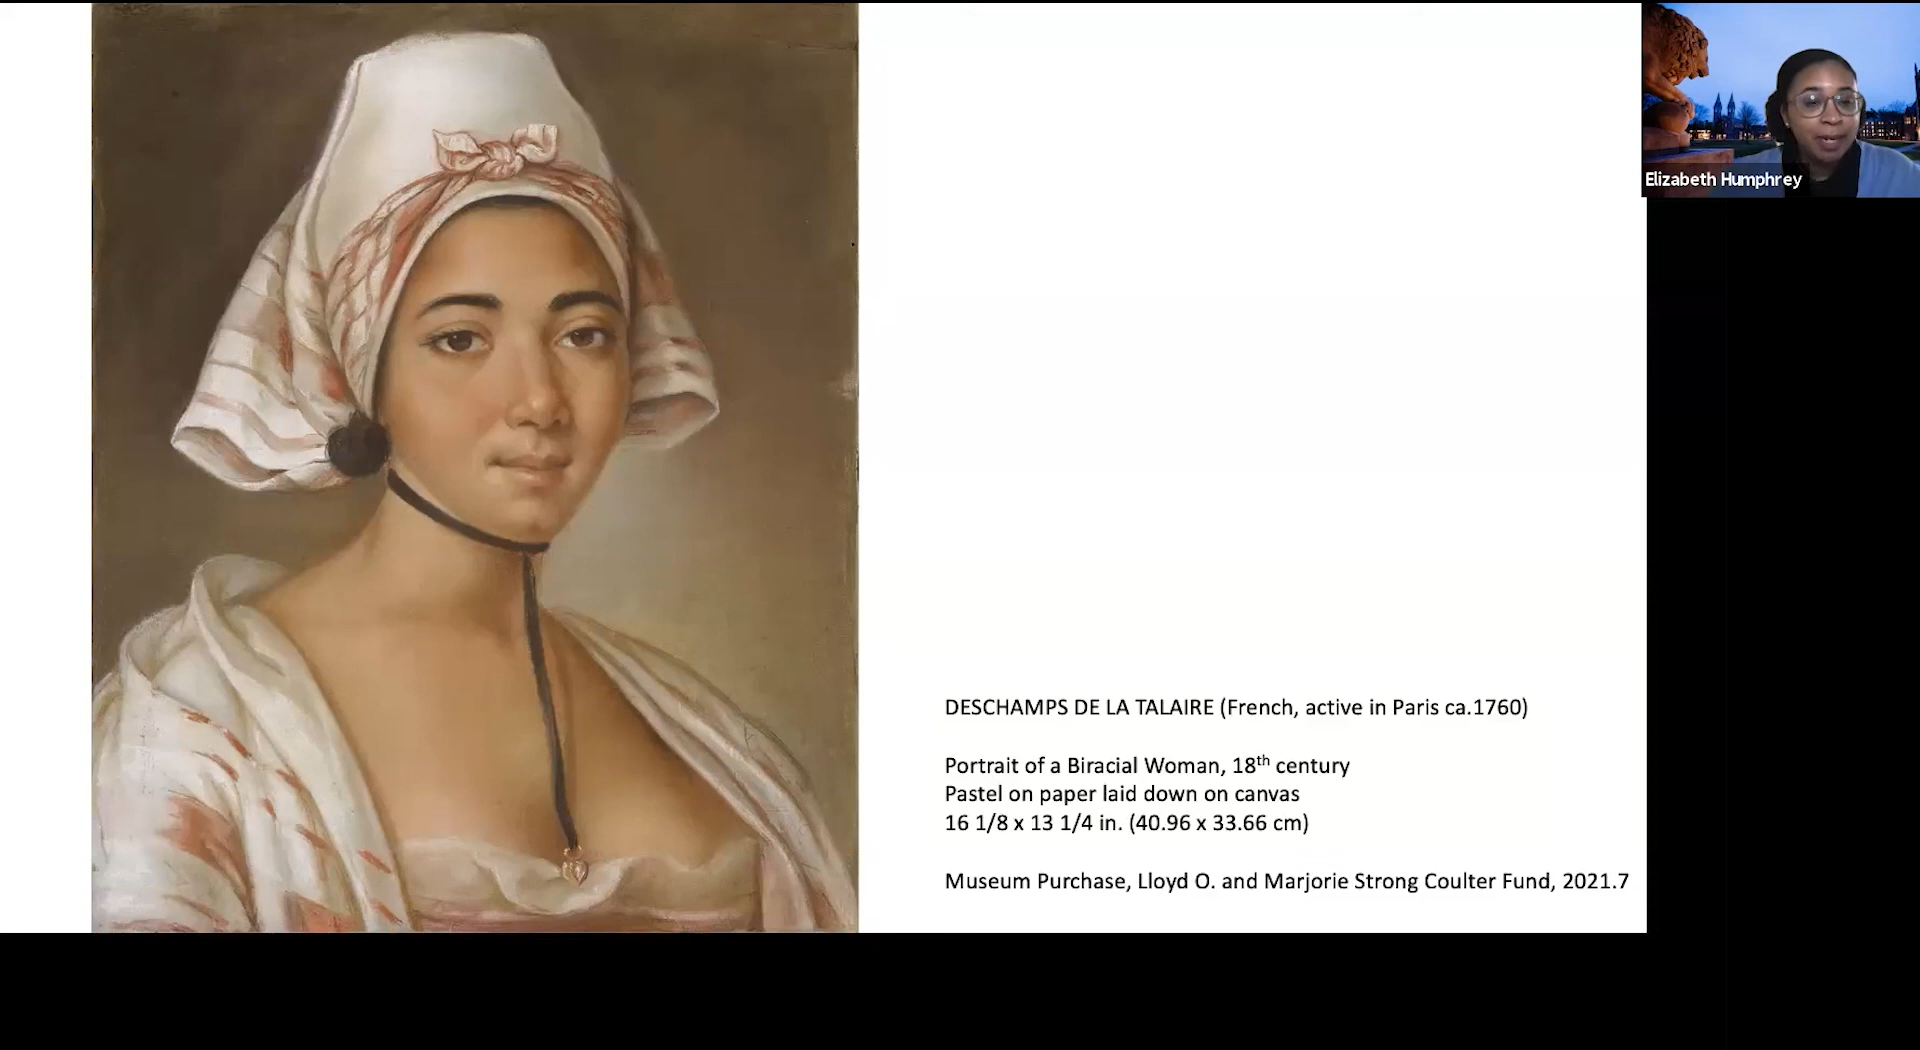 Elizabeth Humphrey
DESCHAMPS DE LA TALAIRE (French, active in Paris ca.1760)
Portrait of a Biracial Woman, 18th century
Pastel on paper laid down on canvas
16 1/8 x 13 1/4 in. (40.96 x 33.66 cm)
Museum Purchase, Lloyd O. and Marjorie Strong Coulter Fund, 2021.7